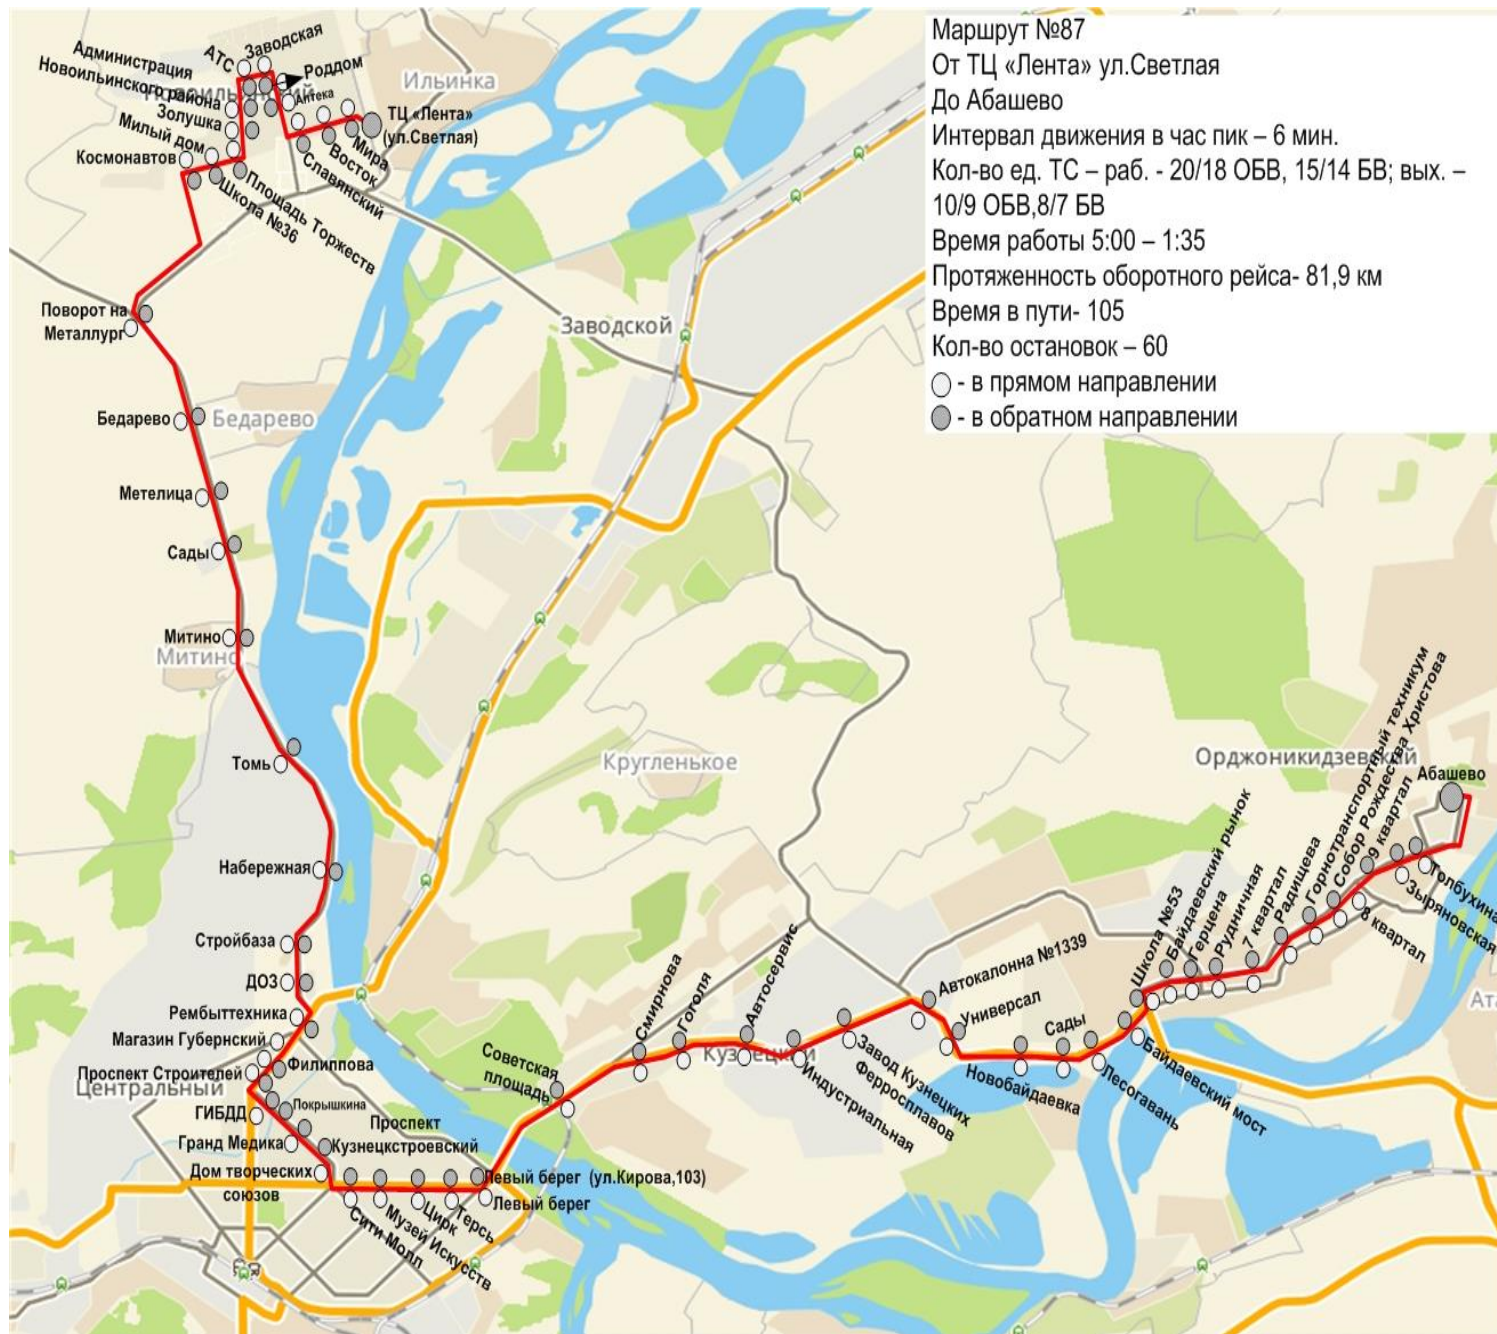 Маршрут №87
От ТЦ «Лента» ул.Светлая
До Абашево
Интервал движения в час пик – 6 мин.
Кол-во ед. ТС – раб. - 20/18 ОБВ, 15/14 БВ; вых. –
10/9 ОБВ,8/7 БВ
Время работы 5:00 – 1:35
Протяженность оборотного рейса- 81,9 км
Время в пути- 105
Кол-во остановок – 60
- в прямом направлении
- в обратном направлении
Заводская
АТС
Роддом
Администрация
Новоильинского района
Ильинка
Аптека
ТЦ «Лента»
(ул.Светлая)
Золушка
Милый дом
Космонавтов
Мира
Восток
Славянский
Площадь Торжеств
Школа №36
Поворот на
Металлург
Заводской
Бедарево
Бедарево
Метелица
Сады
Митино
Митино
Томь
Кругленькое
Орджоникидзевский
Абашево
Набережная
Стройбаза
ДОЗ
Рембыттехника
Магазин Губернский
Филиппова
Проспект Строителей
Центральный
ГИБДД
Покрышкина
Гранд Медика
Проспект
Кузнецкстроевский
Дом творческих
союзов
Левый берег (ул.Кирова,103)
Левый берег
Сити Молл
Музей Искусств
Цирк
Терсь
Советская
площадь
Смирнова
Гоголя
Автосервис
Кузнецкий
Индустриальная
Завод Кузнецких
Ферросплавов
Автокалонна №1339
Универсал
Новобайдаевка
Сады
Лесогавань
Байдаевский мост
Школа №53
Байдаевский рынок
Герцена
Рудничная
7 квартал
Радищева
Горнотранспортный техникум
Собор Рождества Христова
9 квартал
8 квартал
Зыряновская
Толбухина